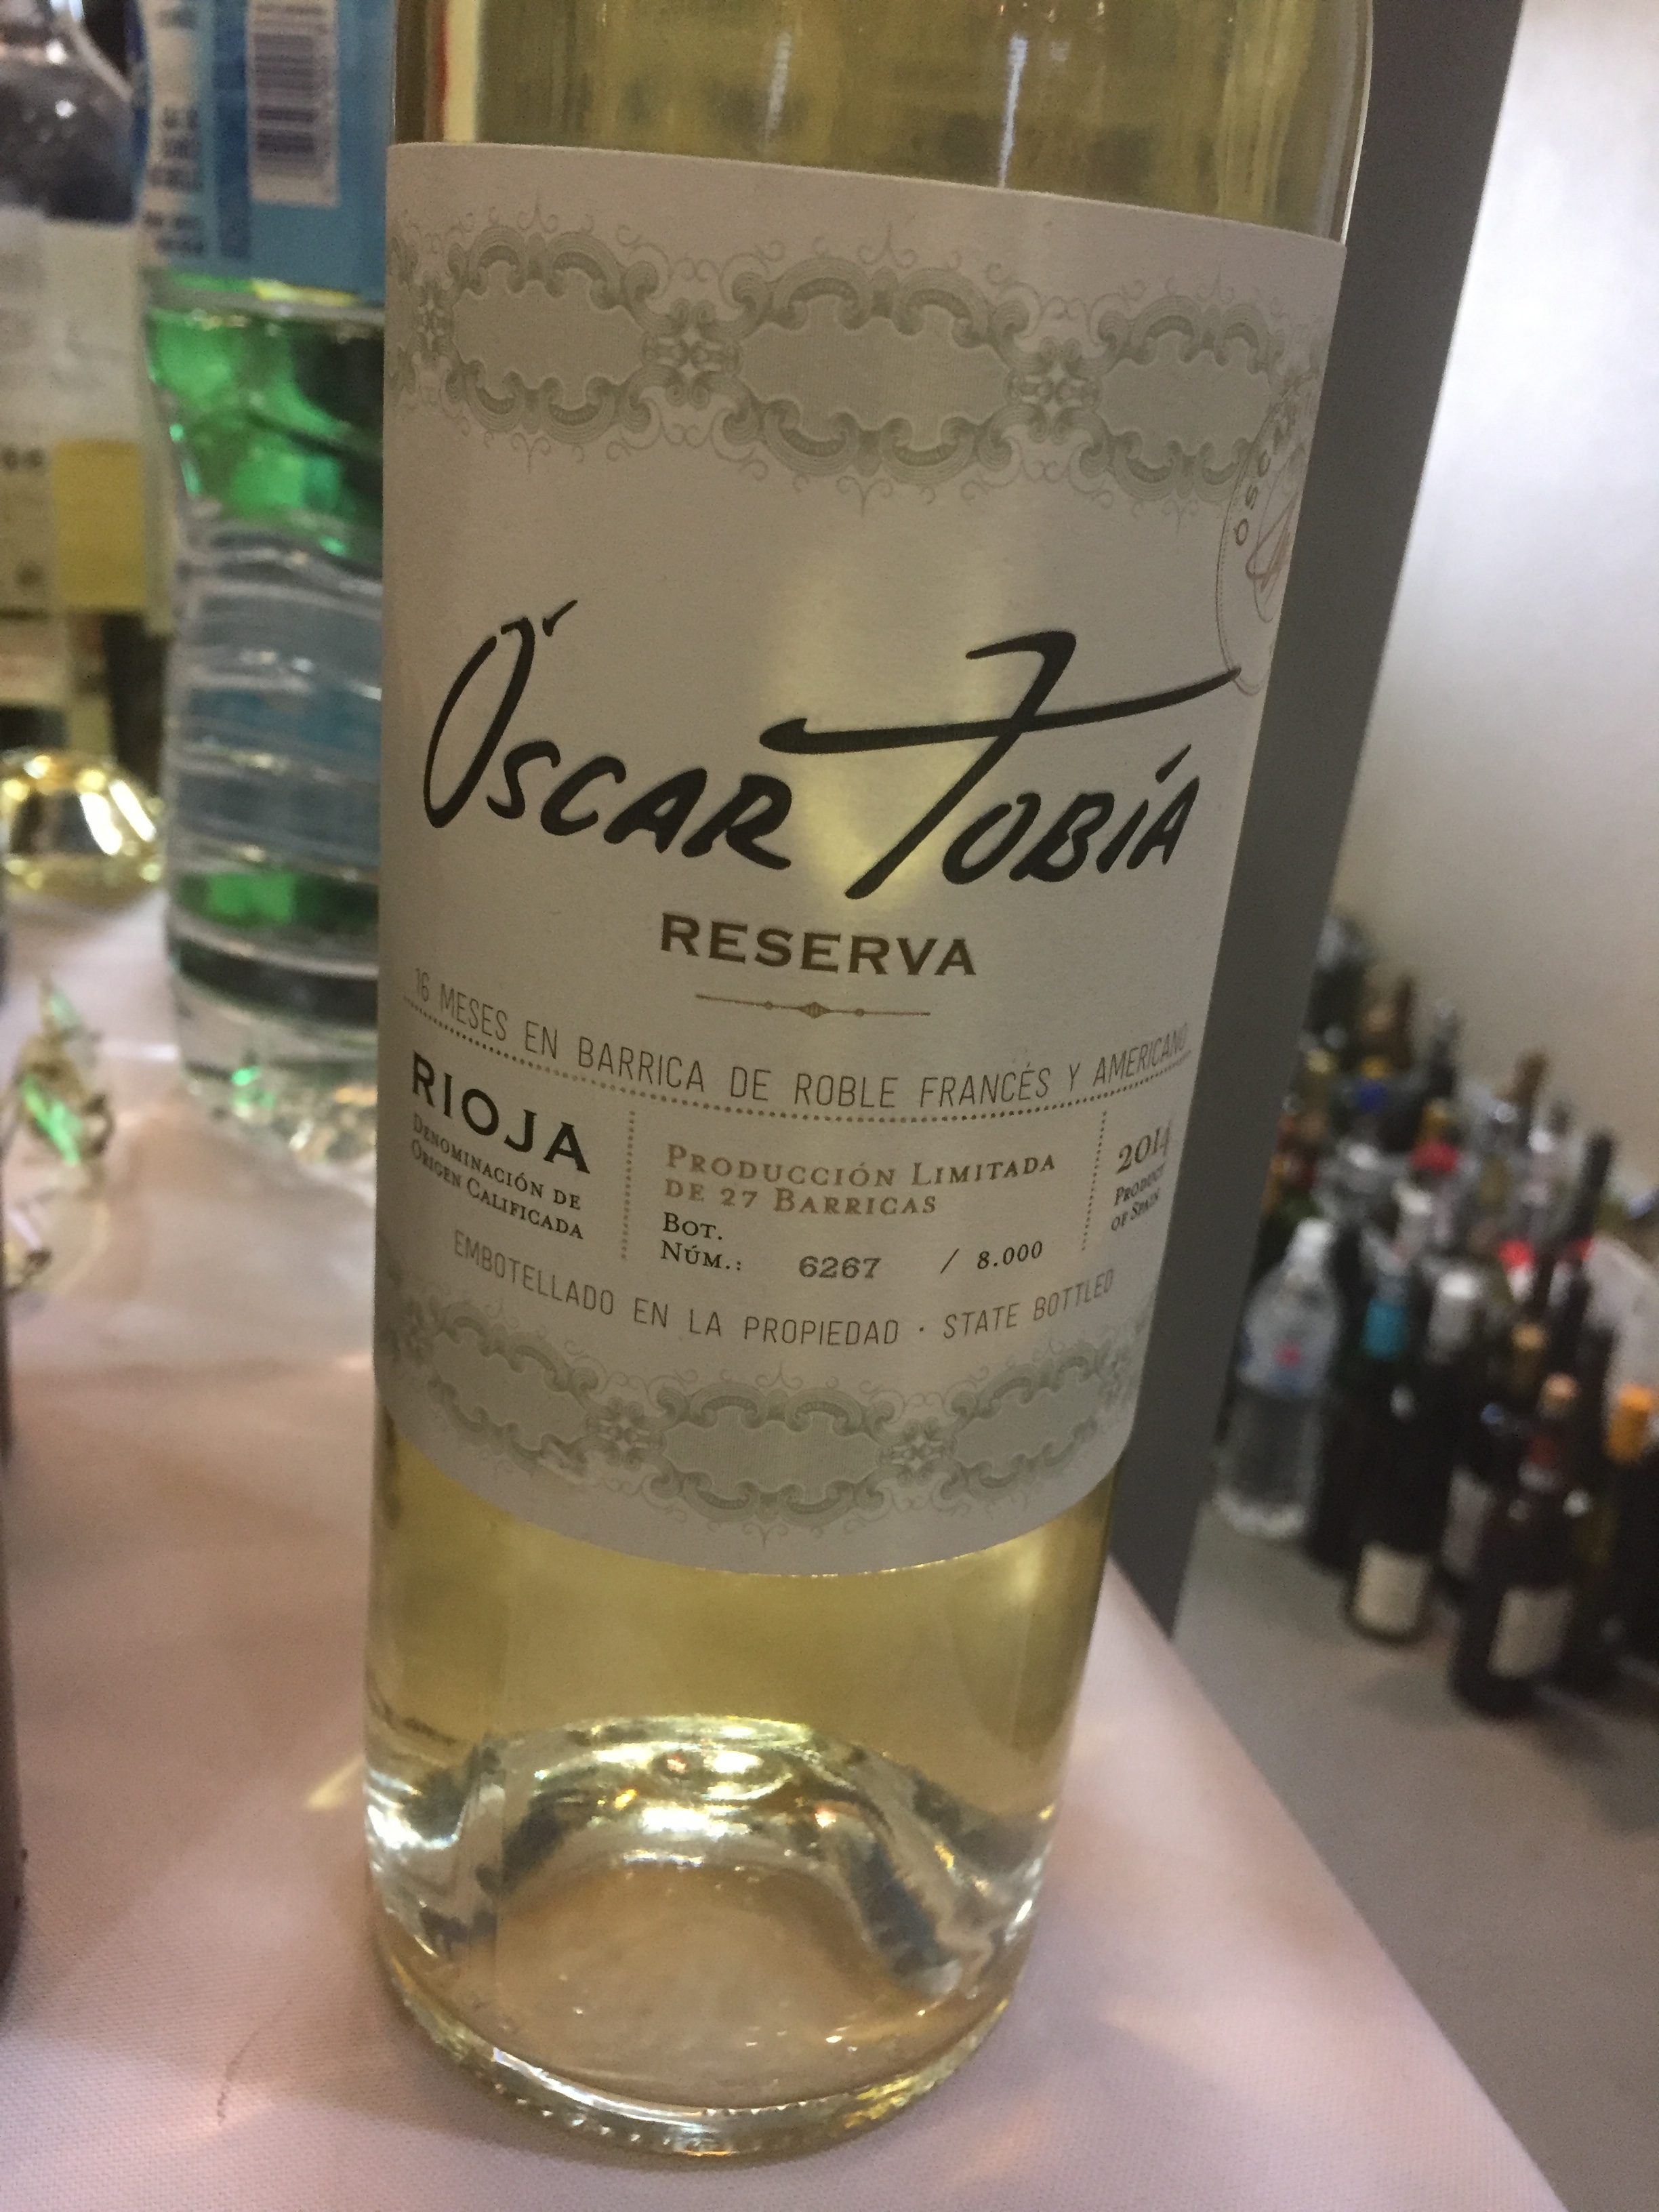 ÓSCAR TOBÍA
RESERVA
16 MESES EN BARRICA DE ROBLE FRANCÉS Y AMERICANO
RIOJA
DENOMINACIÓN DE
ORIGEN CALIFICADA
PRODUCCIÓN LIMITADA
DE 27 BARRICAS
BOT.
NÚM.: 6267 / 8.000
2014
PRODUCT
OF SPAIN
EMBOTELLADO EN LA PROPIEDAD · STATE BOTTLED